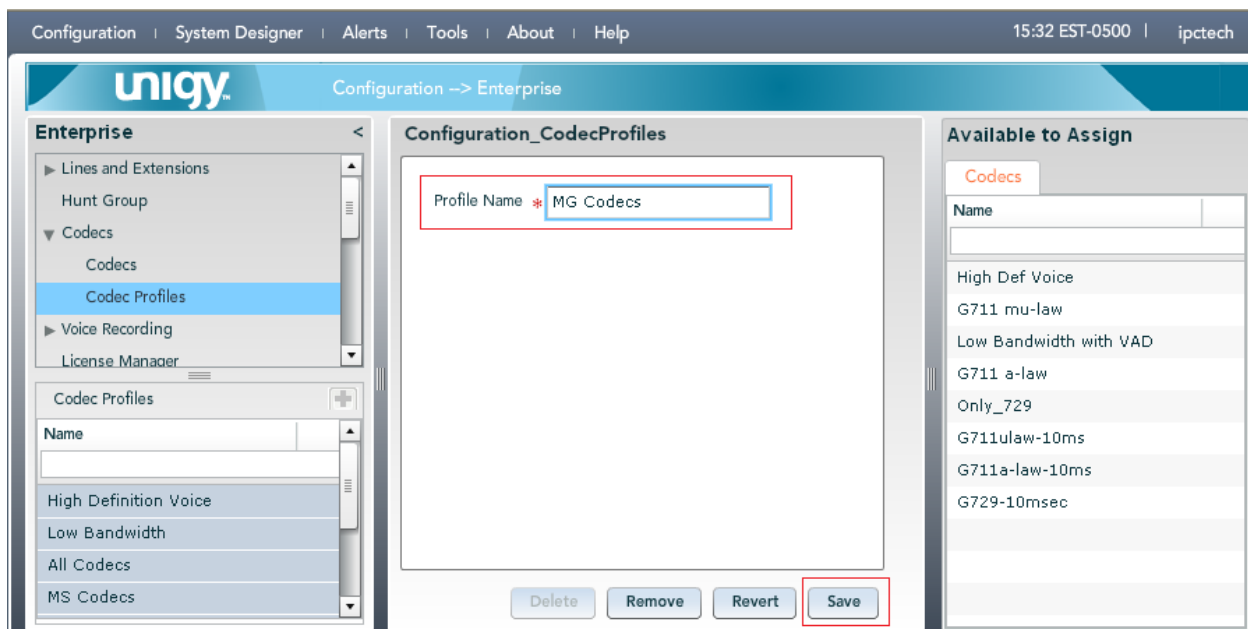 Configuration | System Designer | Alerts | Tools | About | Help 15:32 EST-0500 | ipctech
unigy™ Configuration --> Enterprise
Enterprise <
Lines and Extensions
Hunt Group
Codecs
Codecs
Codec Profiles
Voice Recording
License Manager
Codec Profiles
Name
High Definition Voice
Low Bandwidth
All Codecs
MS Codecs
Configuration_CodecProfiles
Profile Name * MG Codecs
Delete Remove Revert Save
Available to Assign
Codecs
Name
High Def Voice
G711 mu-law
Low Bandwidth with VAD
G711 a-law
Only_729
G711ulaw-10ms
G711a-law-10ms
G729-10msec